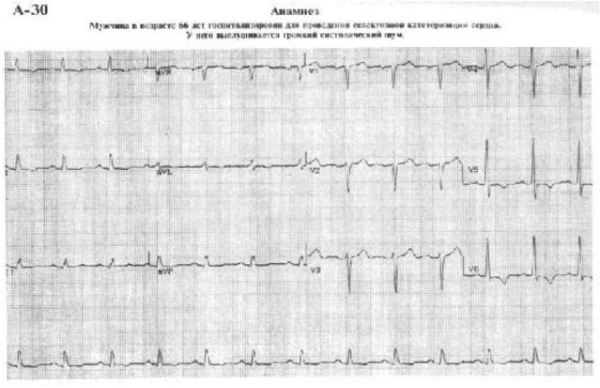 А-30
Анамнез
Мужчина в возрасте 66 лет госпитализирован для проведения селективной катетеризации сердца.
У него выслушивается громкий систолический шум.
aVR V1 V4
aVL V2 V5
aVF V3 V6